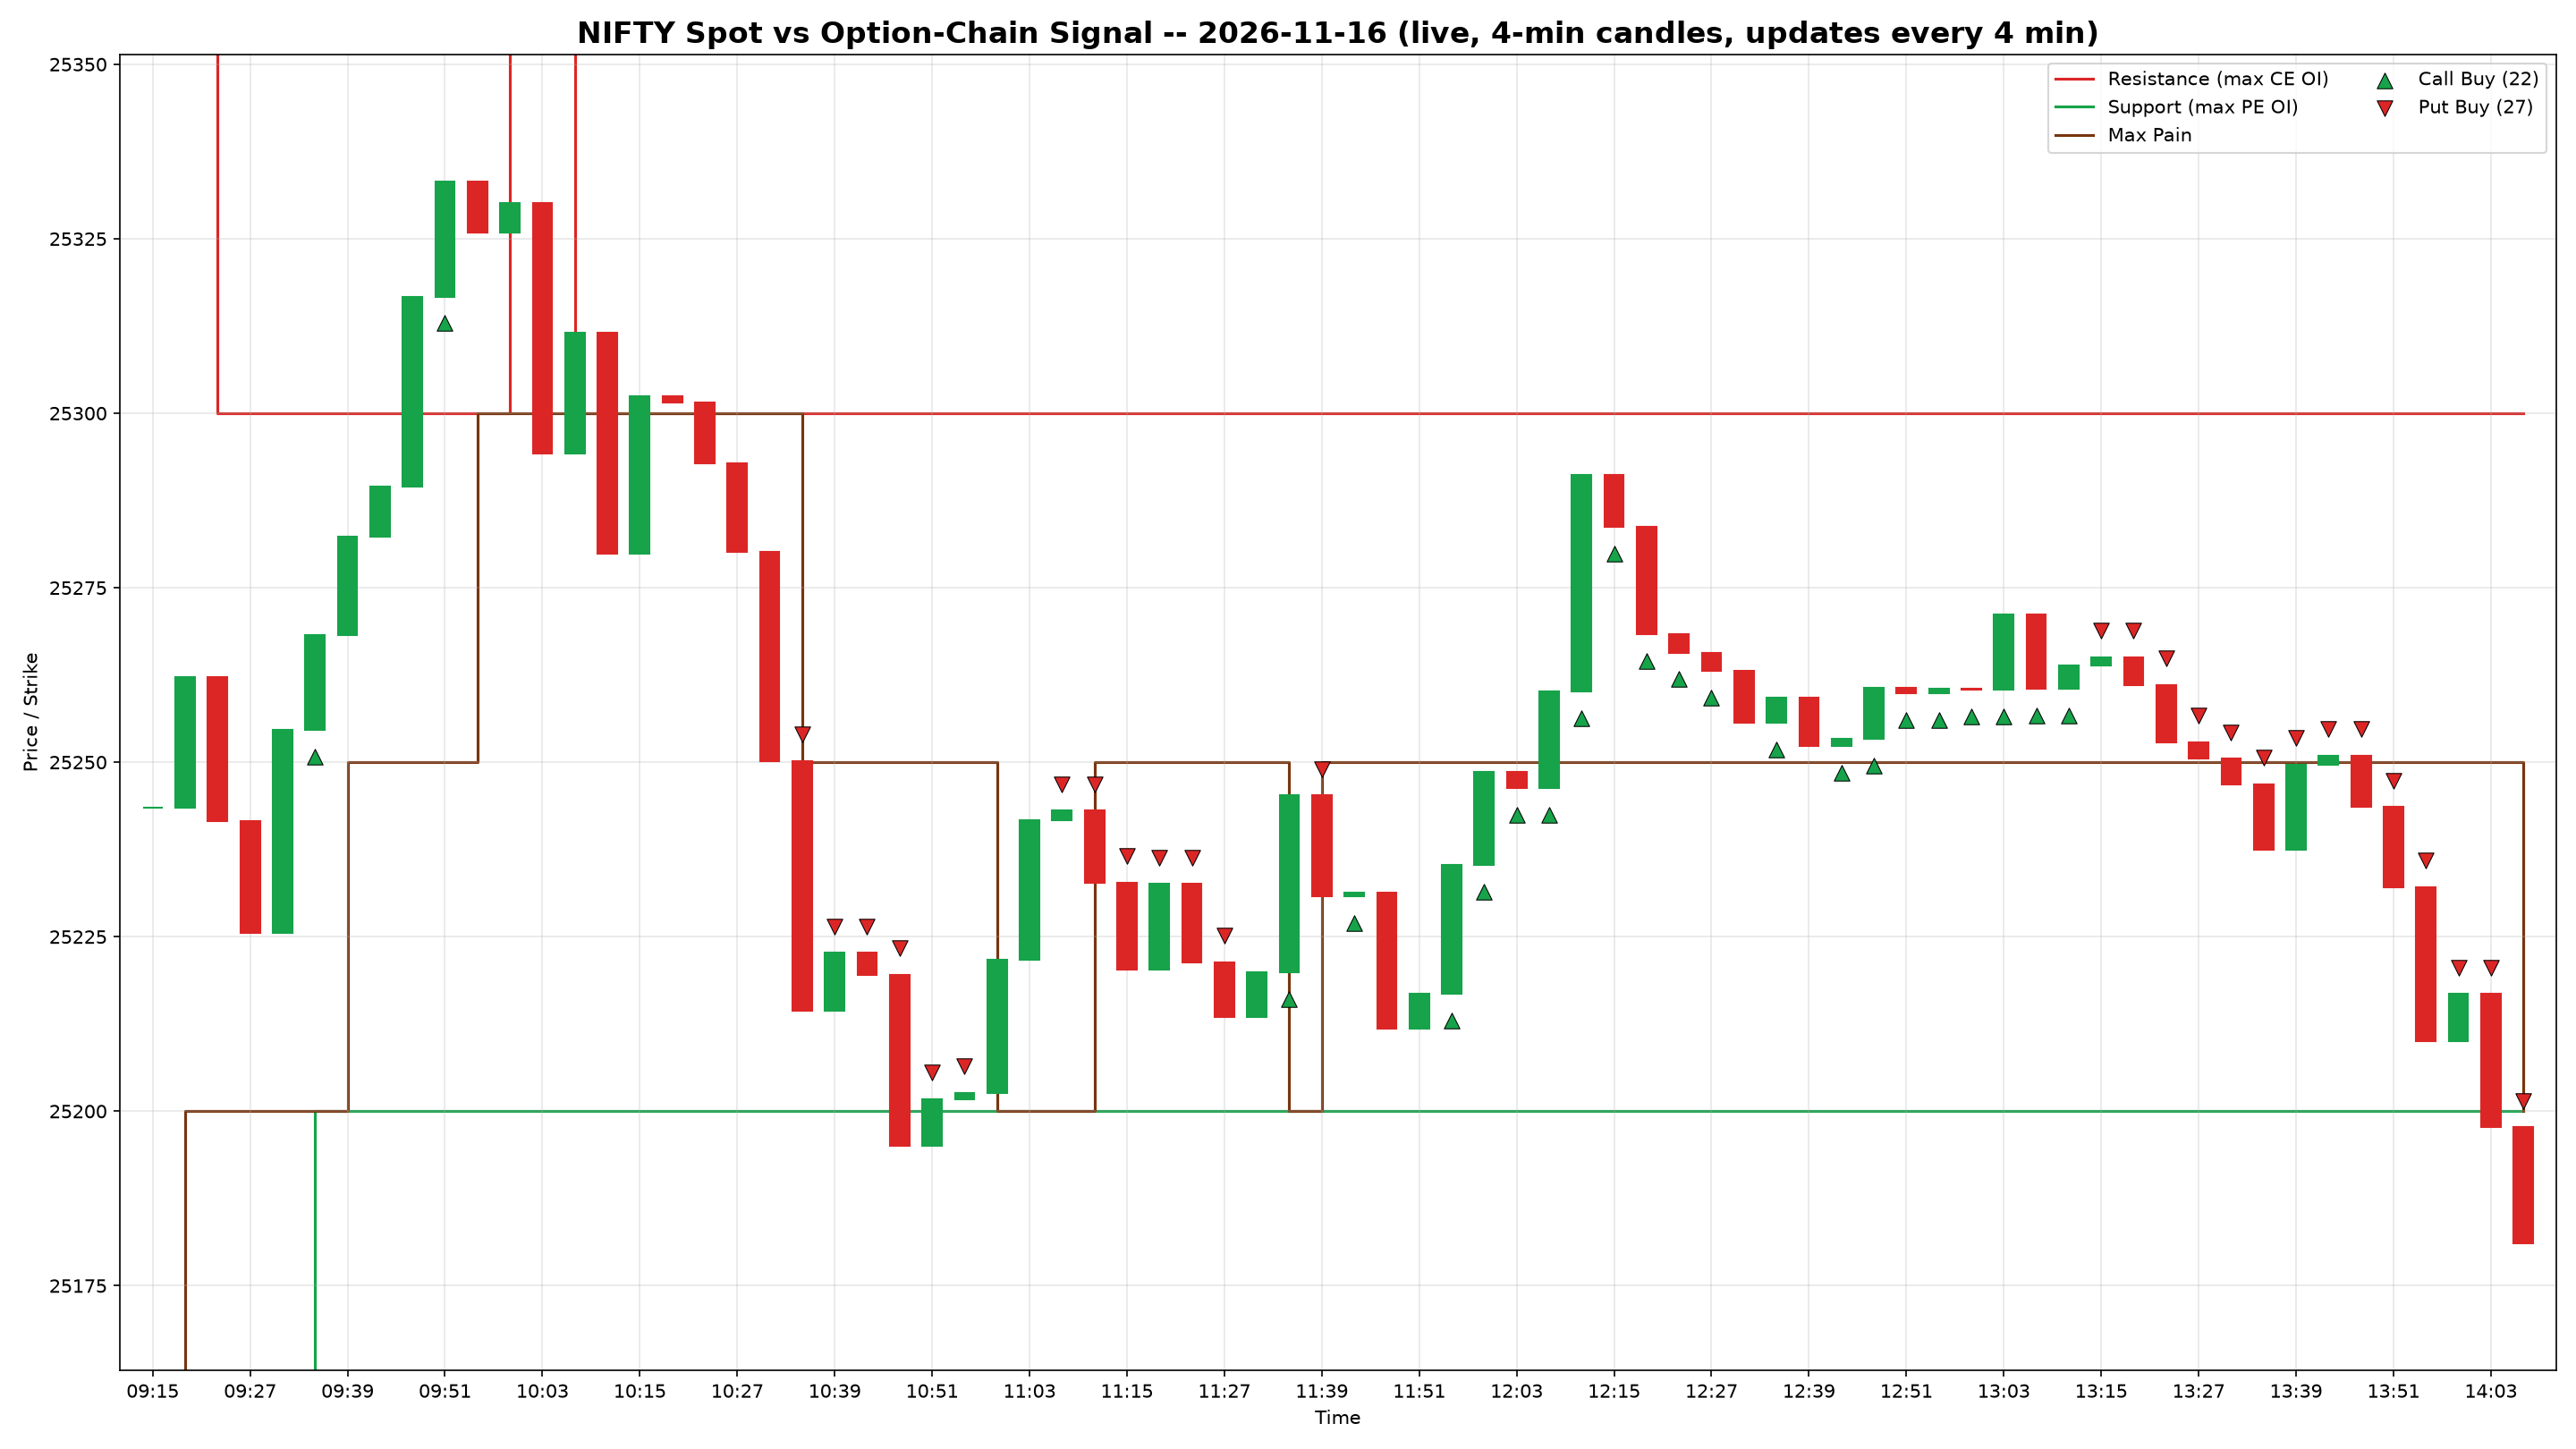 NIFTY Spot vs Option-Chain Signal -- 2026-11-16 (live, 4-min candles, updates every 4 min)
Resistance (max CE OI)
Support (max PE OI)
Max Pain
Call Buy (22)
Put Buy (27)
Price / Strike
25350
25325
25300
25275
25250
25225
25200
25175
09:15 09:27 09:39 09:51 10:03 10:15 10:27 10:39 10:51 11:03 11:15 11:27 11:39 11:51 12:03 12:15 12:27 12:39 12:51 13:03 13:15 13:27 13:39 13:51 14:03
Time